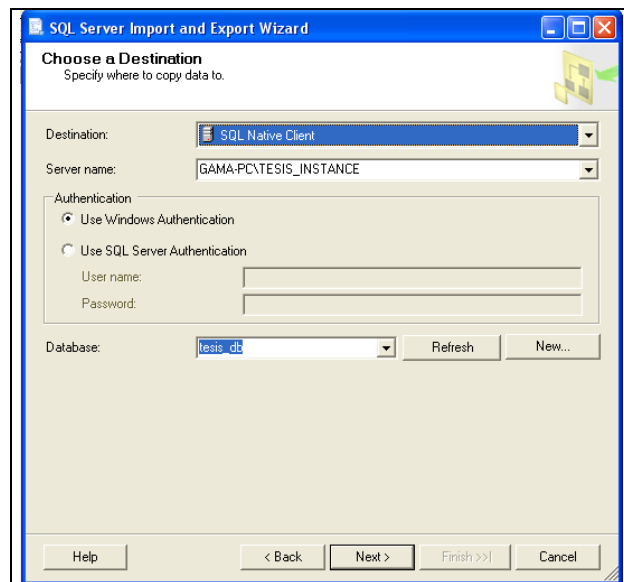 SQL Server Import and Export Wizard
Choose a Destination
Specify where to copy data to.
Destination: SQL Native Client
Server name: GAMA-PC\TESIS_INSTANCE
Authentication
Use Windows Authentication
Use SQL Server Authentication
User name:
Password:
Database: tesis_db Refresh New...
Help < Back Next > Finish >>| Cancel